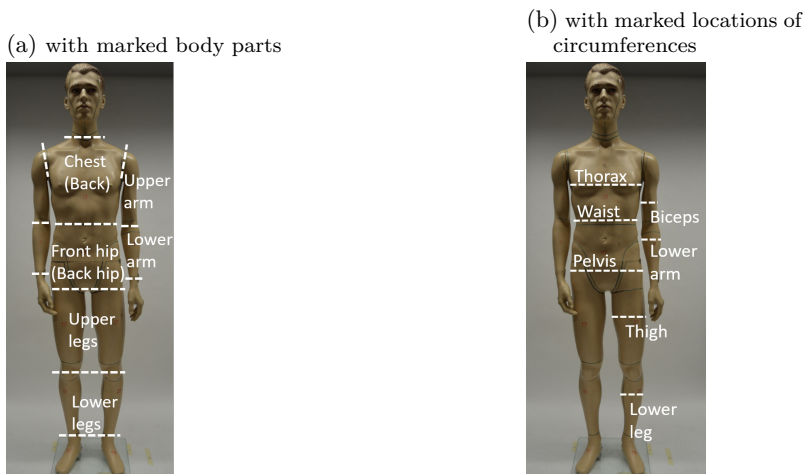 (a) with marked body parts
Chest
(Back)
Upper
arm
Lower
arm
Front hip
(Back hip)
Upper
legs
Lower
legs
(b) with marked locations of
circumferences
Thorax
Waist
Biceps
Lower
arm
Pelvis
Thigh
Lower
leg